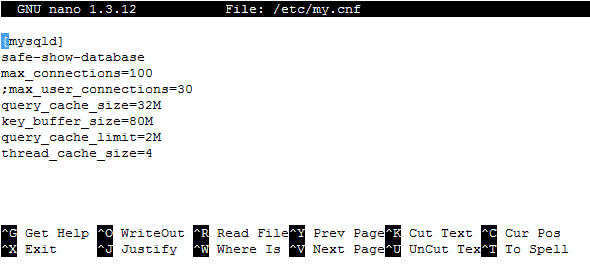 GNU nano 1.3.12 File: /etc/my.cnf
[mysqld]
safe-show-database
max_connections=100
;max_user_connections=30
query_cache_size=32M
key_buffer_size=80M
query_cache_limit=2M
thread_cache_size=4
^G Get Help ^O WriteOut ^R Read File^Y Prev Page^K Cut Text ^C Cur Pos
^X Exit ^J Justify ^W Where Is ^V Next Page^U UnCut Tex^T To Spell